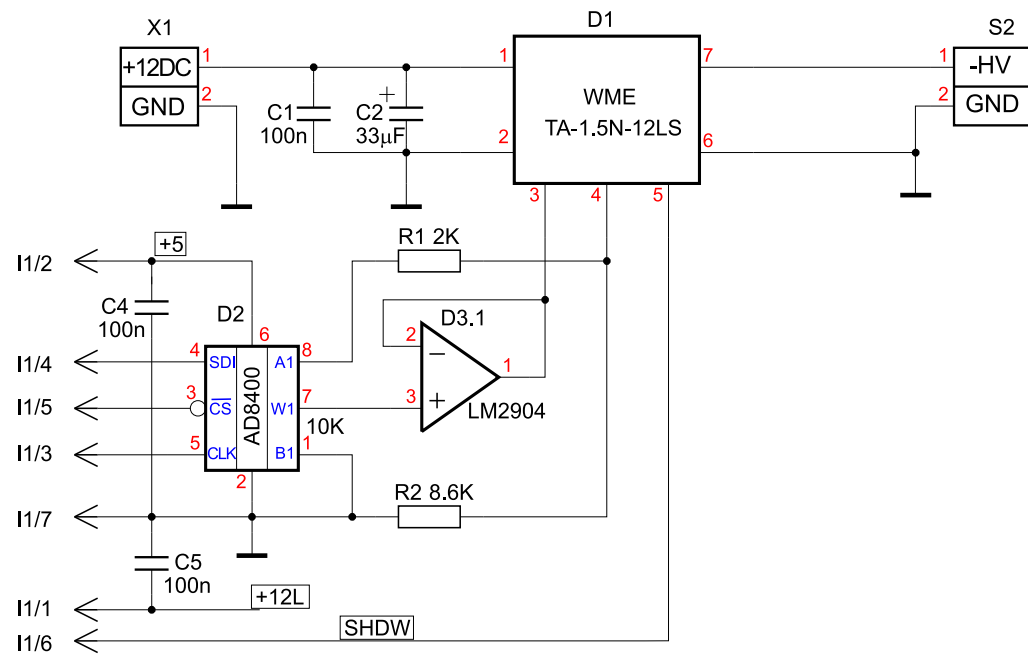 X1
D1
S2
+12DC
1
GND
2
C1
100n
+
C2
33µF
1
2
WME
TA-1.5N-12LS
7
6
3
4
5
1
-HV
2
GND
I1/2
+5
C4
100n
D2
6
R1 2K
I1/4
4
SDI
A1
8
I1/5
3
CS
AD8400
W1
7
10K
I1/3
5
CLK
B1
1
2
D3.1
2
−
3
+
1
LM2904
R2 8.6K
I1/7
C5
100n
I1/1
+12L
I1/6
SHDW